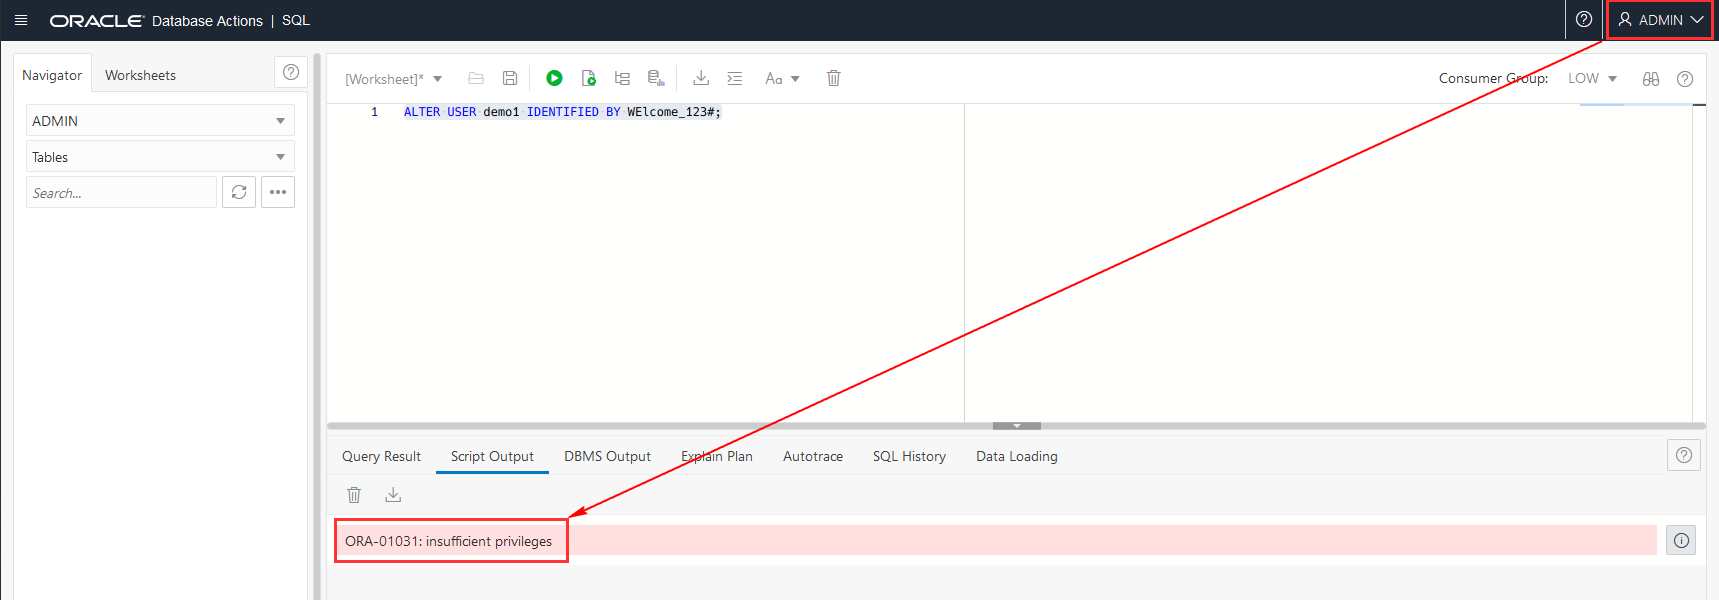 ORACLE Database Actions | SQL
ADMIN
Navigator
Worksheets
ADMIN
Tables
Search...
[Worksheet]*
Aa
Consumer Group: LOW
1 ALTER USER demo1 IDENTIFIED BY WElcome_123#;
Query Result
Script Output
DBMS Output
Explain Plan
Autotrace
SQL History
Data Loading
ORA-01031: insufficient privileges